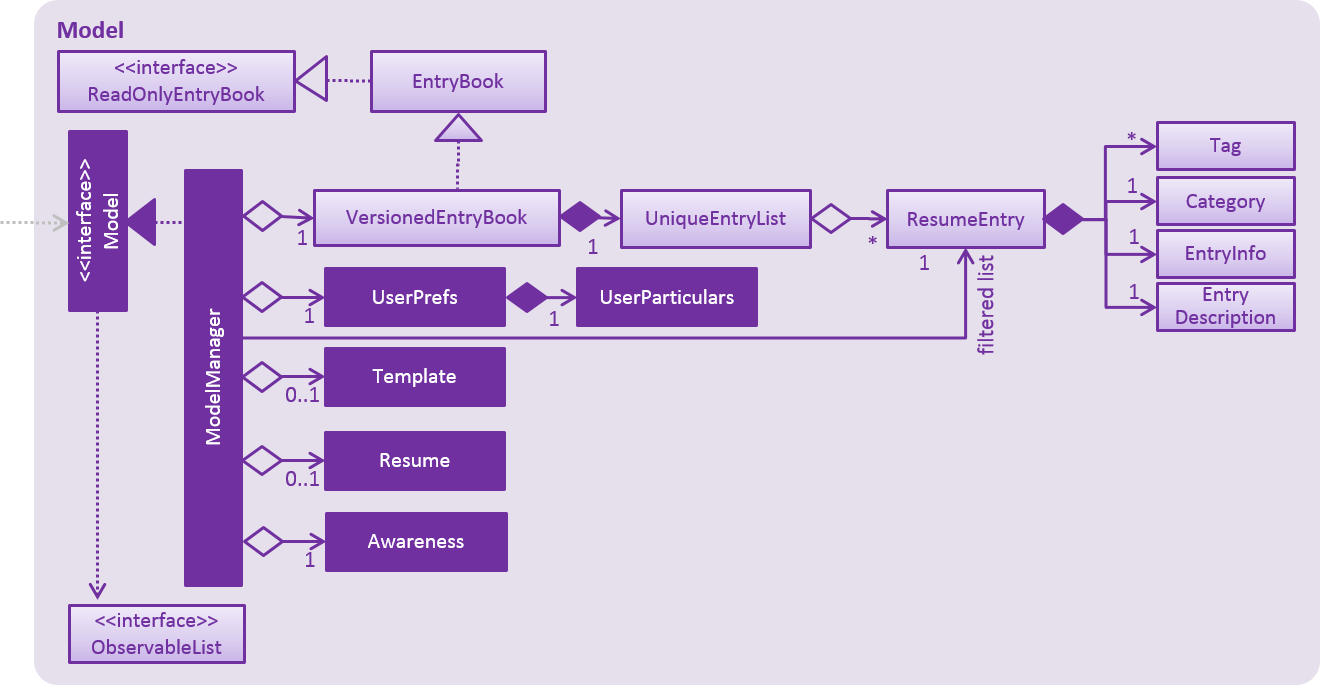 Model
<<interface>>
ReadOnlyEntryBook
EntryBook
<<interface>>
Model
ModelManager
VersionedEntryBook
1
UniqueEntryList
1
ResumeEntry
*
1
filtered list
Tag
*
Category
1
EntryInfo
1
Entry
Description
1
UserPrefs
1
UserParticulars
1
Template
0..1
Resume
0..1
Awareness
1
<<interface>>
ObservableList